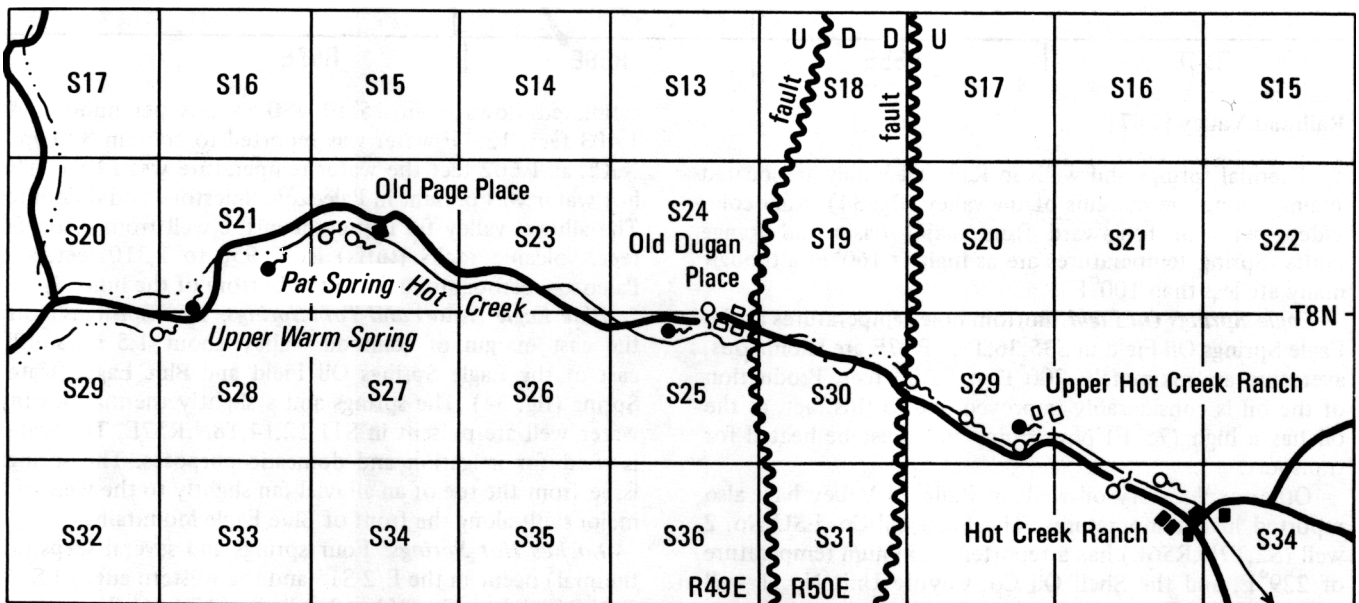 U D D U
S17 S16 S15 S14 S13 S18 S17 S16 S15
fault fault
Old Page Place
S20 S21 S23 S24 S19 S20 S21 S22
Old Dugan
Place
Pat Spring Hot
Creek
T8N
Upper Warm Spring
S29 S28 S27 S26 S25 S30 S29 Upper Hot Creek Ranch
S32 S33 S34 S35 S36 S31 Hot Creek Ranch S34
R49E R50E